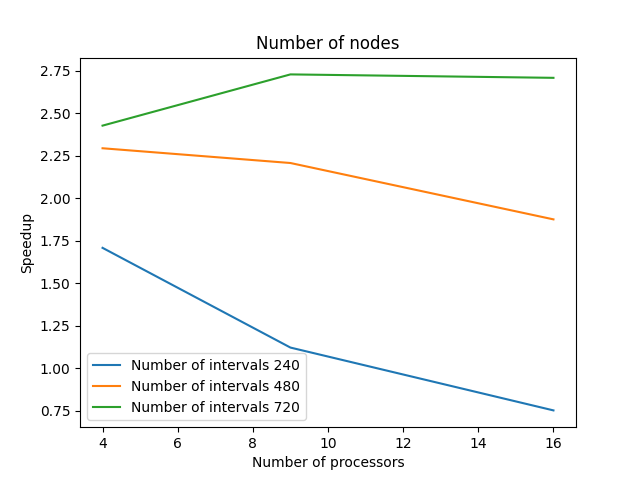 Number of nodes
2.75
2.50
2.25
2.00
1.75
1.50
1.25
1.00
0.75
Speedup
Number of intervals 240
Number of intervals 480
Number of intervals 720
4 6 8 10 12 14 16
Number of processors